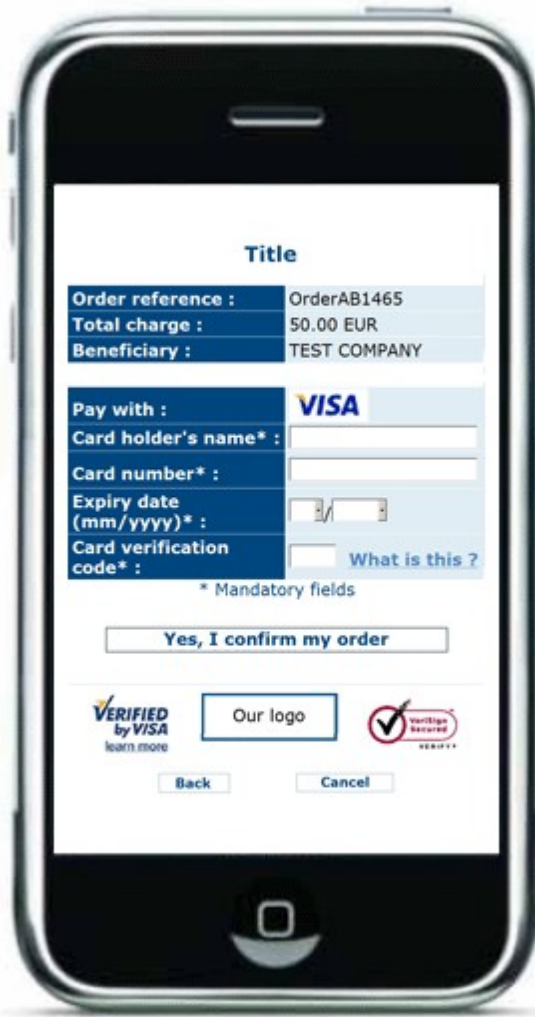 Title
Order reference : OrderAB1465
Total charge : 50.00 EUR
Beneficiary : TEST COMPANY
Pay with : VISA
Card holder's name* :
Card number* :
Expiry date
(mm/yyyy)* : /
Card verification
code* : What is this ?
* Mandatory fields
Yes, I confirm my order
VERIFIED
by VISA
learn more
Our logo
VeriSign
Secured
VERIFY
Back Cancel